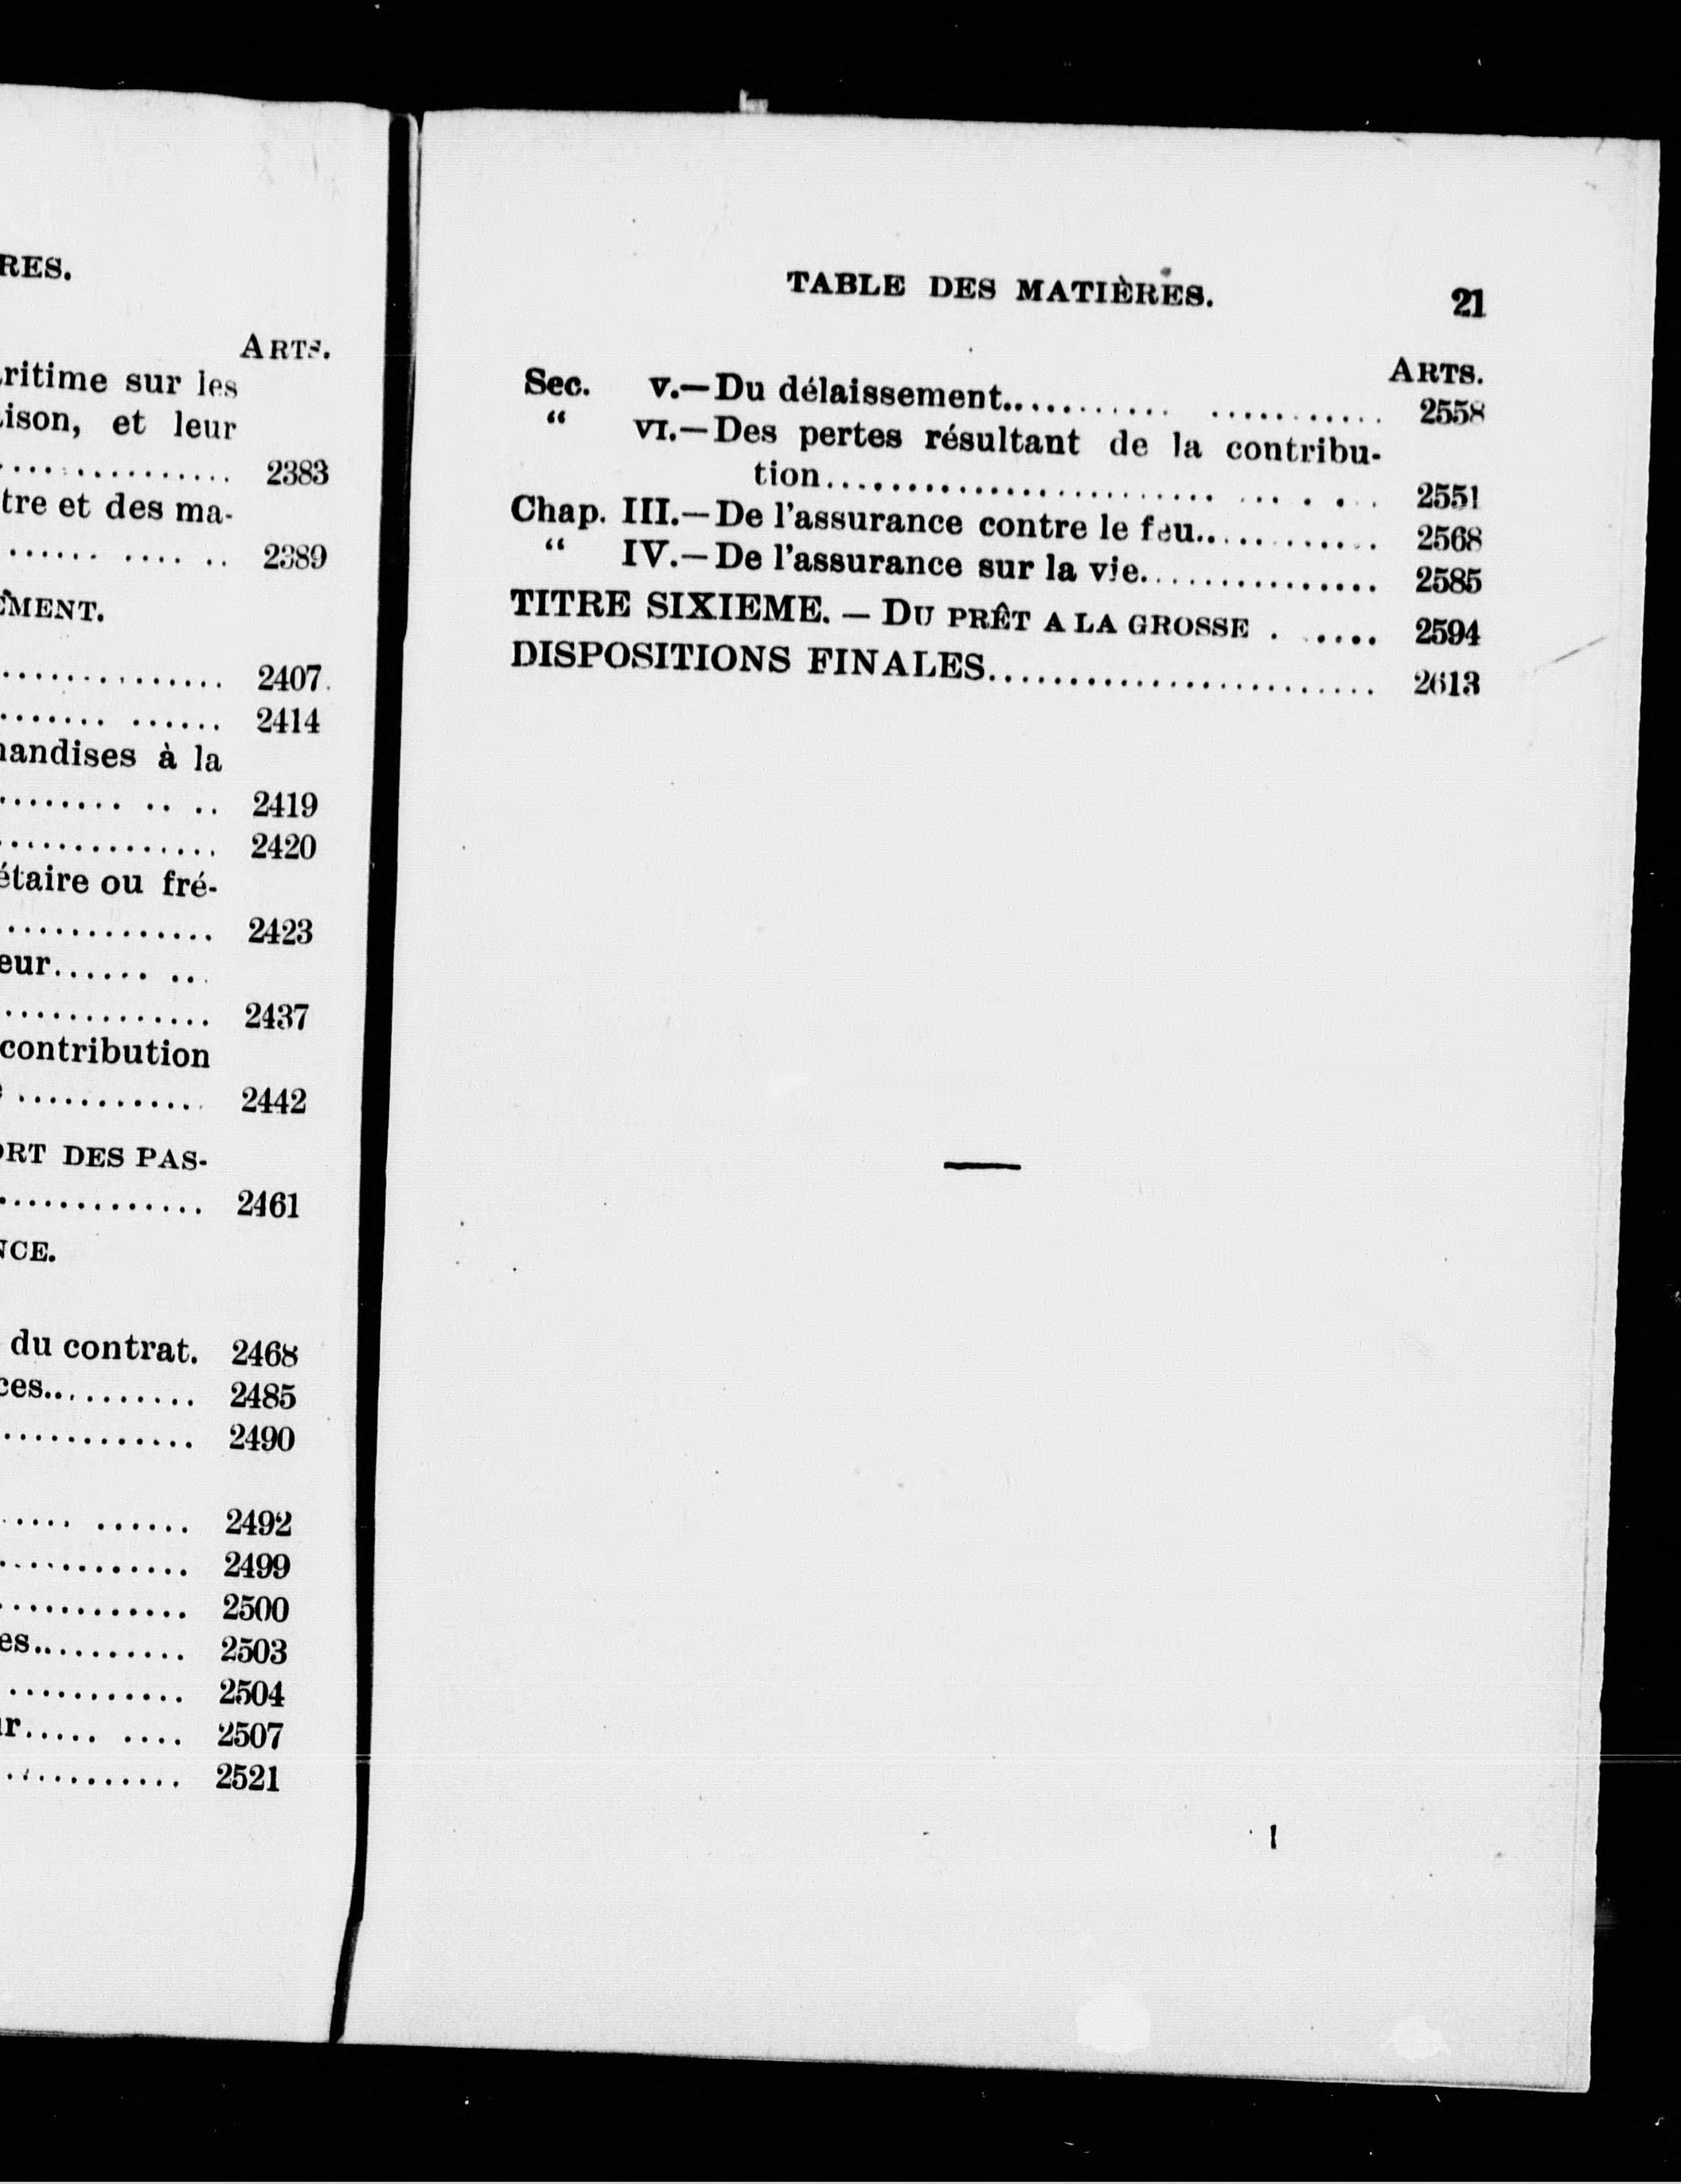 RES.
ARTS.
ritime sur les
ison, et leur
............... 2383
tre et des ma-
...... .... .. 2389
MENT.
.............. 2407
....... ...... 2414
andises à la
........ .. .. 2419
.............. 2420
étaire ou fré-
............. 2423
eur...... ...
............. 2437
contribution
............ 2442
RT DES PAS-
............. 2461
CE.
du contrat. 2468
ces.......... 2485
............ 2490
.... ...... 2492
............ 2499
............ 2500
es.......... 2503
........... 2504
r..... .... 2507
........... 2521
TABLE DES MATIÈRES. 21
ARTS.
Sec. V.—Du délaissement............ ........... 2558
“ VI.—Des pertes résultant de la contribu-
tion.......................... ... . ... 2551
Chap. III.—De l'assurance contre le feu............ 2568
“ IV.—De l'assurance sur la vie................ 2585
TITRE SIXIEME. — DU PRÊT A LA GROSSE . ..... 2594
DISPOSITIONS FINALES......................... 2613